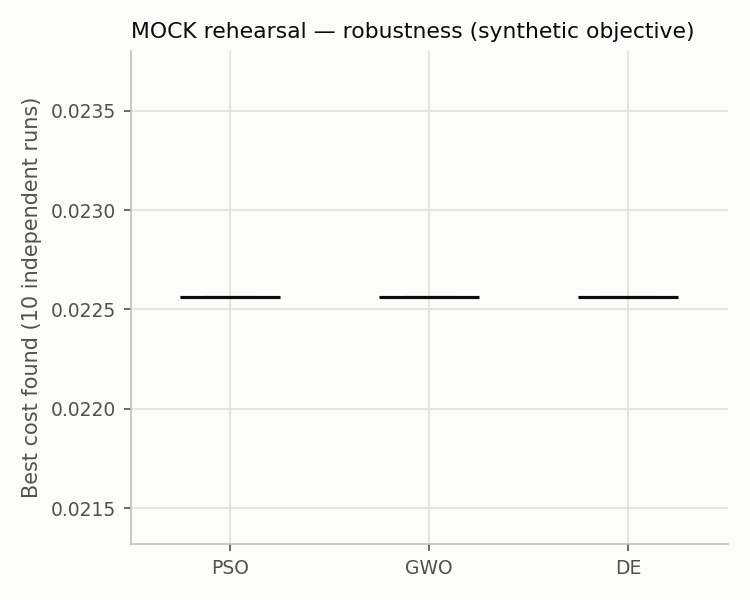 MOCK rehearsal — robustness (synthetic objective)
Best cost found (10 independent runs)
0.0235
0.0230
0.0225
0.0220
0.0215
PSO GWO DE